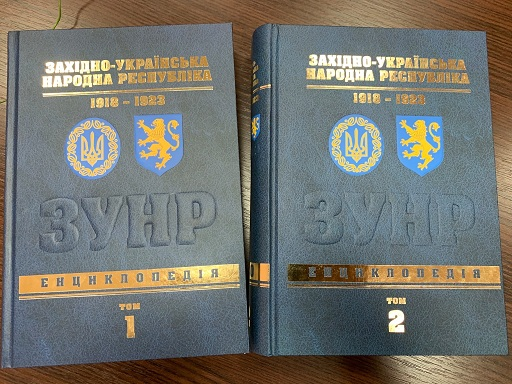 ЗАХІДНО-УКРАЇНСЬКА
НАРОДНА РЕСПУБЛІКА
1918 – 1923
ЗУНР
ЕНЦИКЛОПЕДІЯ
ТОМ
1
ЗАХІДНО-УКРАЇНСЬКА
НАРОДНА РЕСПУБЛІКА
1918 – 1923
ЗУНР
ЕНЦИКЛОПЕДІЯ
ТОМ
2